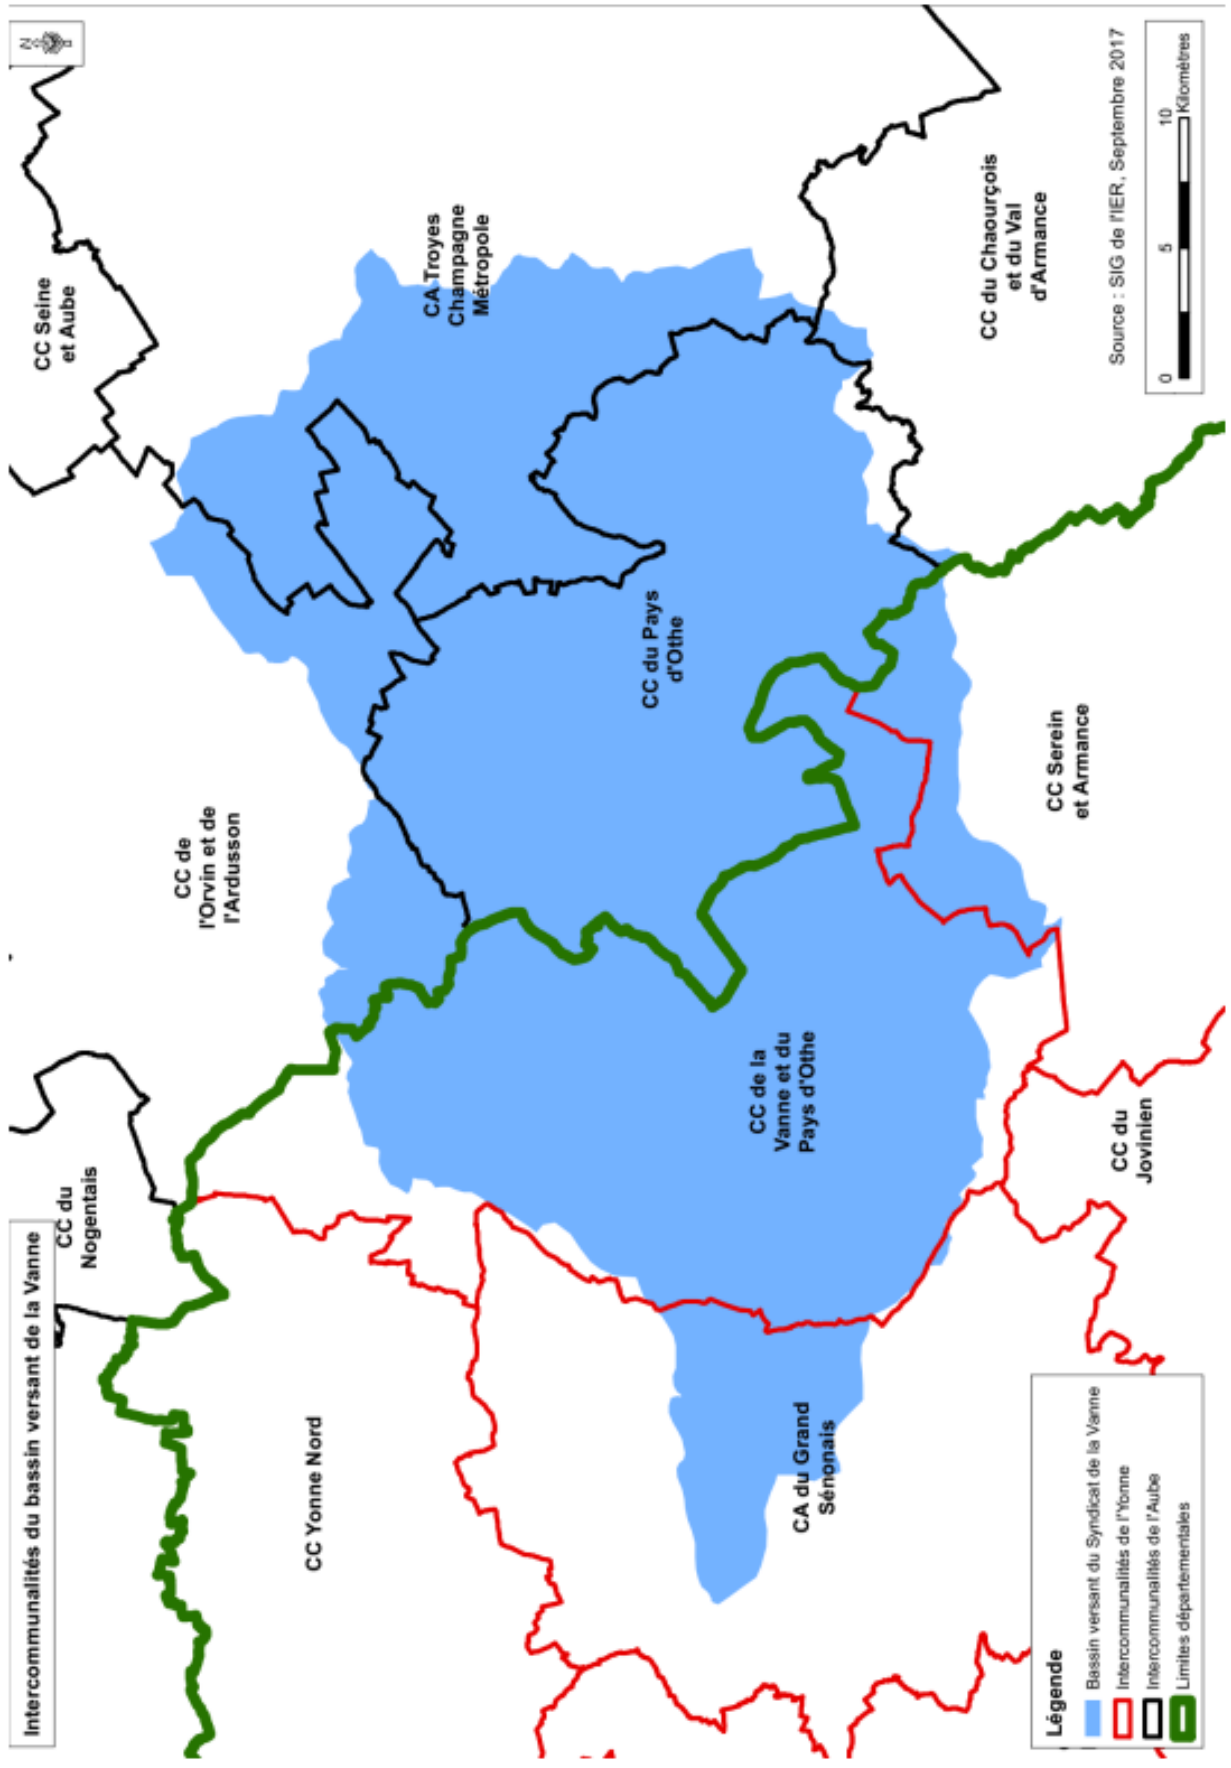 Intercommunalités du bassin versant de la Vanne
N
CC du
Nogentais
CC de
l'Orvin et de
l'Ardusson
CC Seine
et Aube
CC Yonne Nord
CA Troyes
Champagne
Métropole
CC du Pays
d'Othe
CC de la
Vanne et du
Pays d'Othe
CA du Grand
Sénonais
CC du
Jovinien
CC Serein
et Armance
CC du Chaourçois
et du Val
d'Armance
Légende
Bassin versant du Syndicat de la Vanne
Intercommunalités de l'Yonne
Intercommunalités de l'Aube
Limites départementales
Source : SIG de l'IER, Septembre 2017
0 5 10
Kilomètres